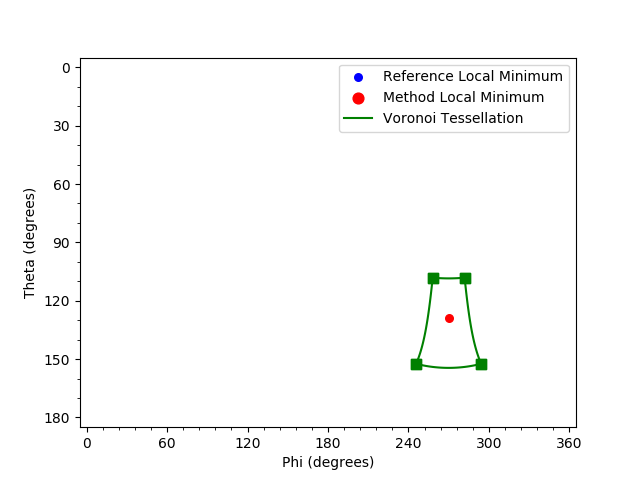 Reference Local Minimum
Method Local Minimum
Voronoi Tessellation
0
30
60
90
120
150
180
Theta (degrees)
0 60 120 180 240 300 360
Phi (degrees)